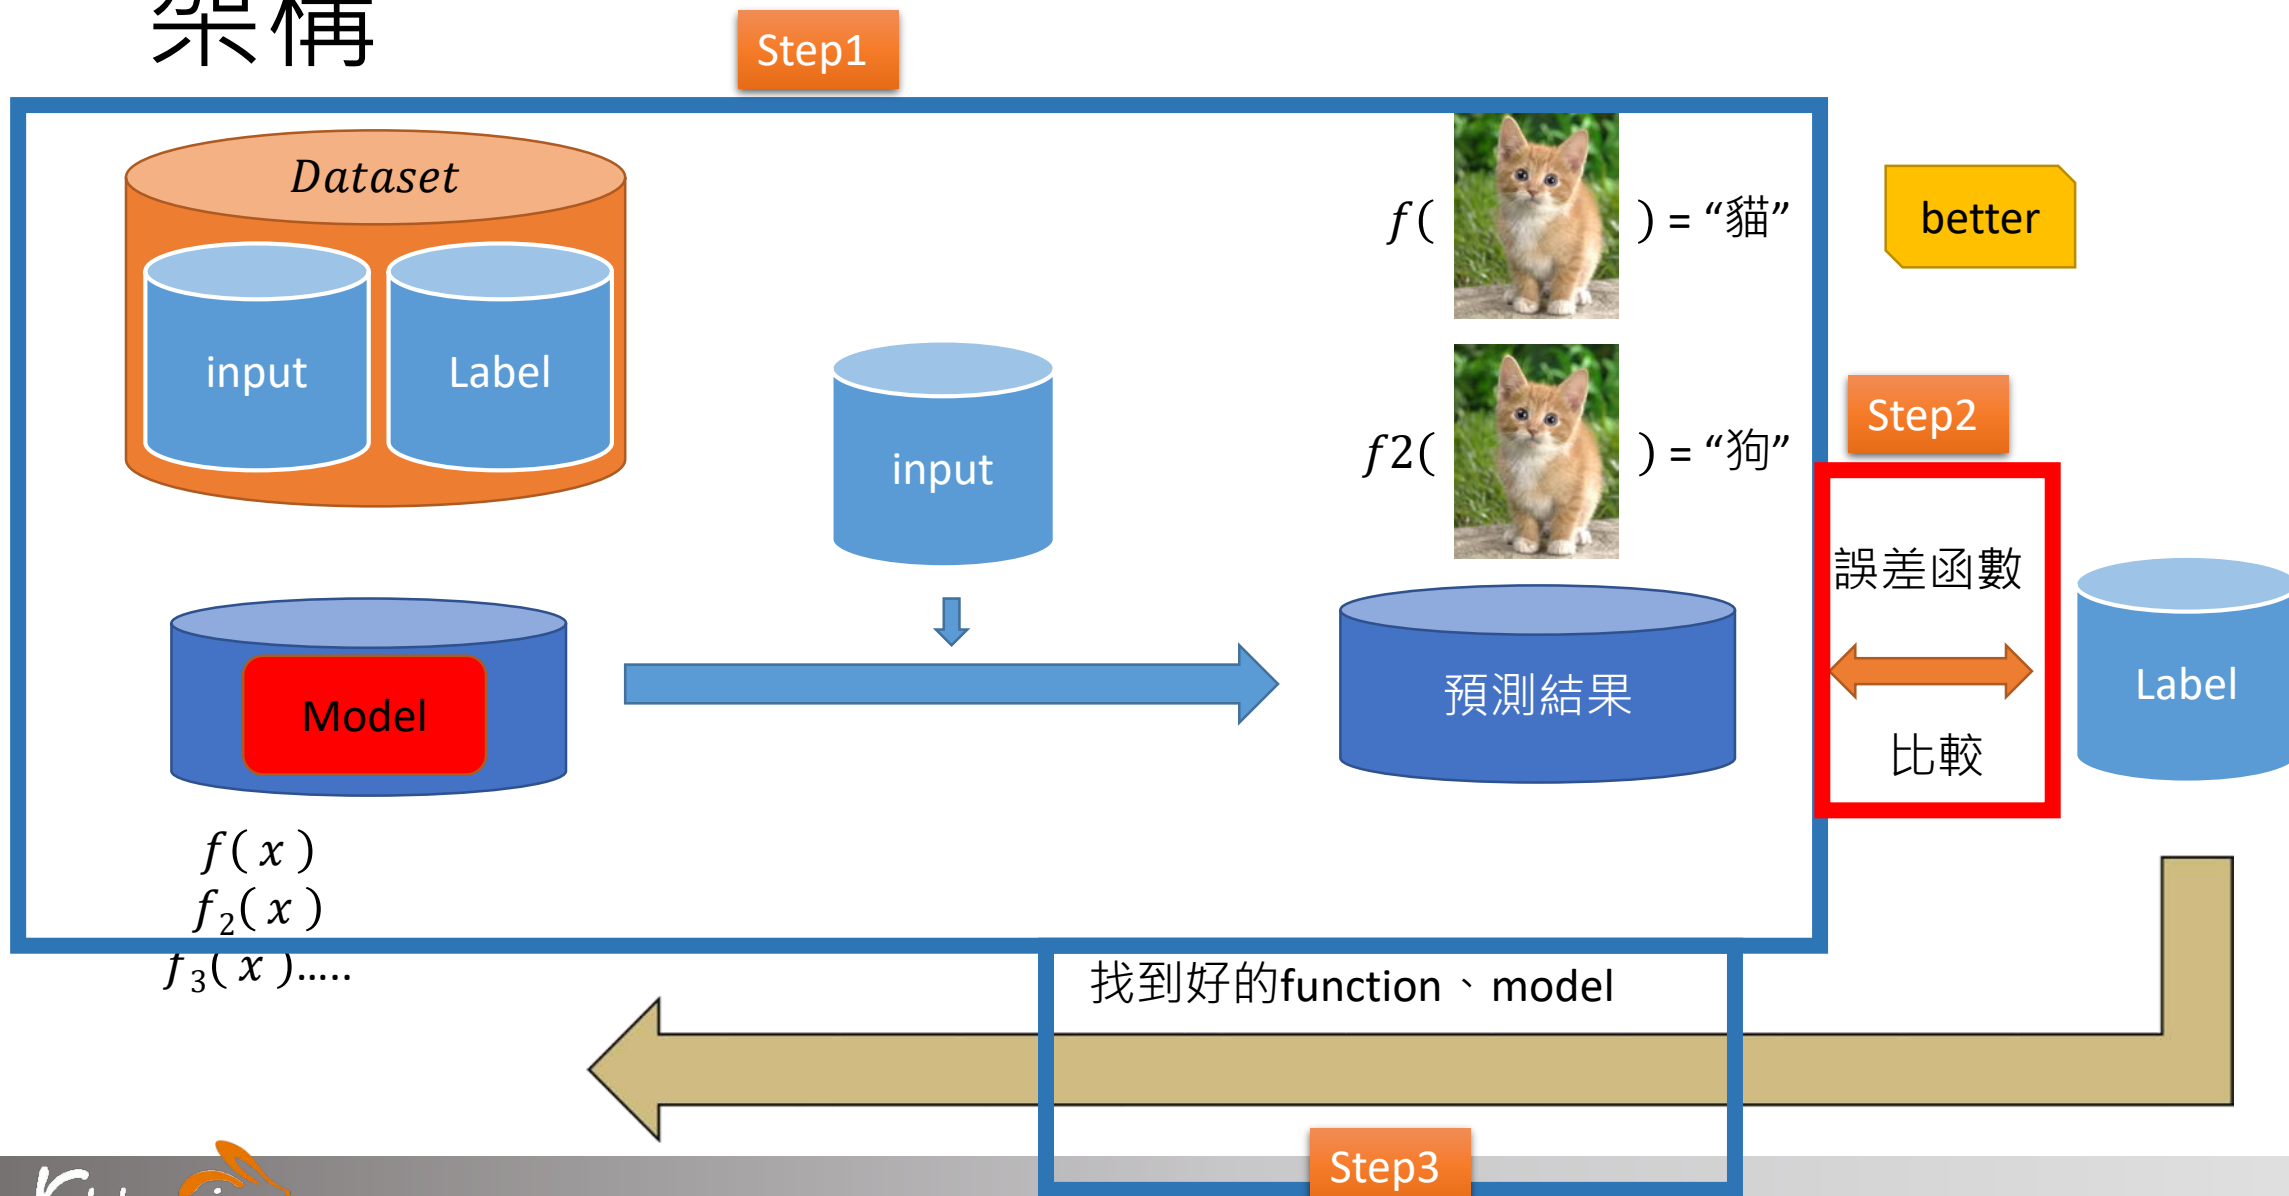 架構
Step1
Dataset
input
Label
input
f( ) = “貓”
better
f2( ) = “狗”
Step2
誤差函數
比較
Label
Model
預測結果
f( x )
f2( x )
f3( x ).....
找到好的function、model
Step3